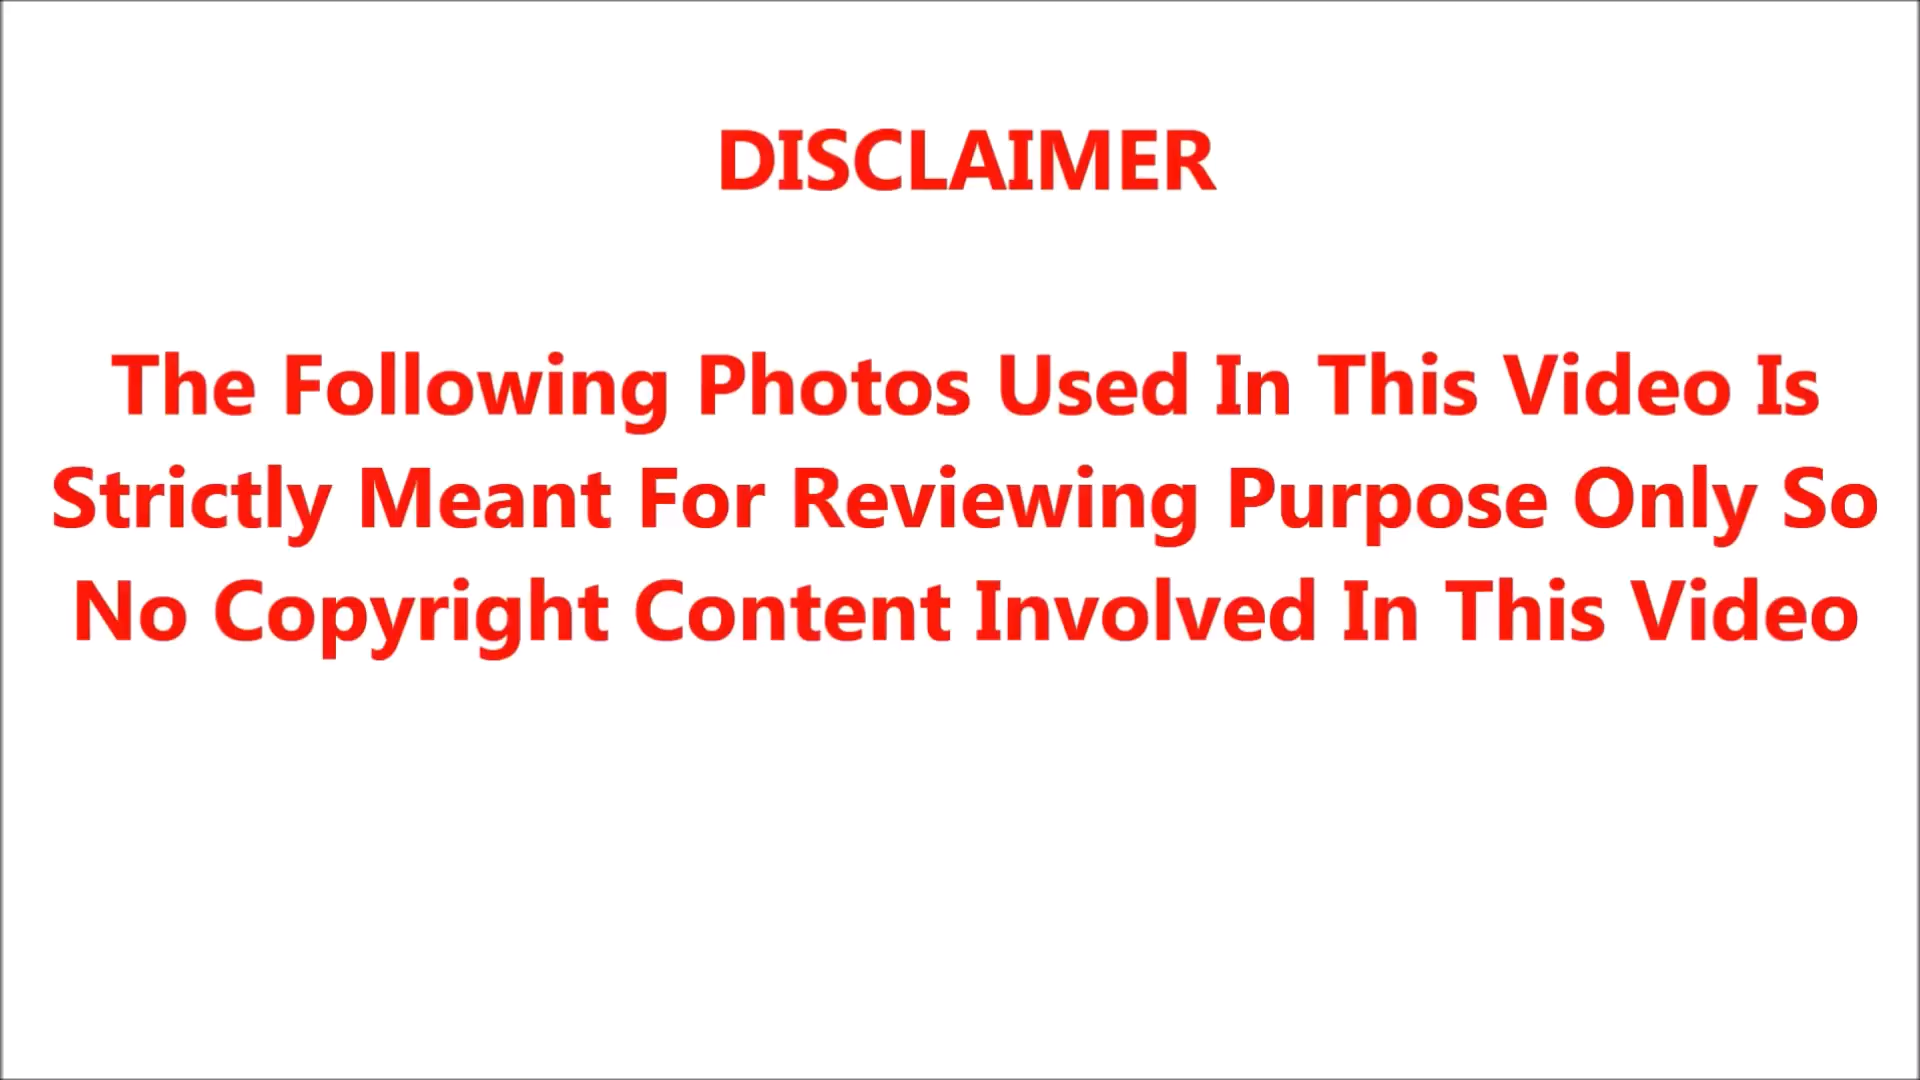 DISCLAIMER
The Following Photos Used In This Video Is
Strictly Meant For Reviewing Purpose Only So
No Copyright Content Involved In This Video